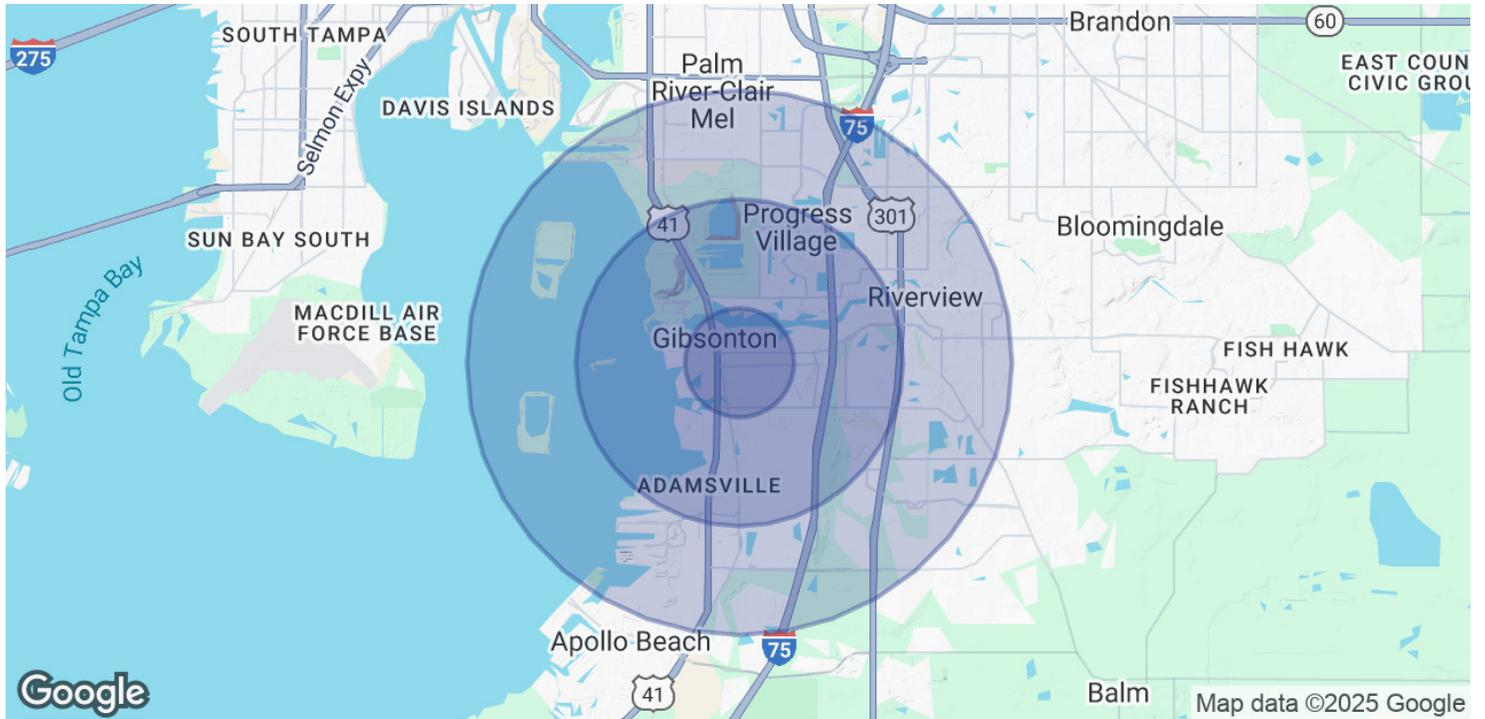 Brandon
60
SOUTH TAMPA
275
Palm
River-Clair
Mel
EAST COUN
CIVIC GROU
Selmon Expy
DAVIS ISLANDS
75
41
Progress
Village
301
Bloomingdale
SUN BAY SOUTH
Old Tampa Bay
MACDILL AIR
FORCE BASE
Riverview
Gibsonton
FISH HAWK
FISHHAWK
RANCH
ADAMSVILLE
Apollo Beach
75
41
Balm
Google
Map data ©2025 Google